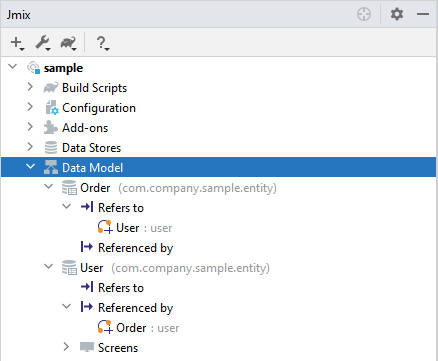 Jmix
sample
Build Scripts
Configuration
Add-ons
Data Stores
Data Model
Order (com.company.sample.entity)
Refers to
User : user
Referenced by
User (com.company.sample.entity)
Refers to
Referenced by
Order : user
Screens